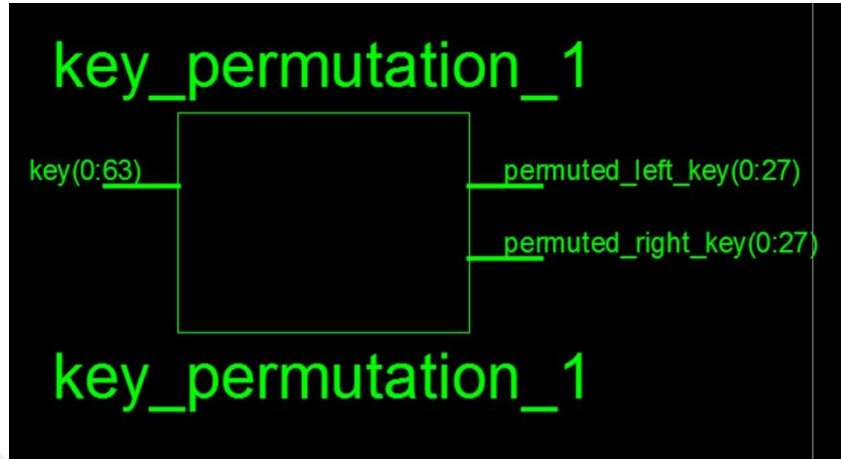 key_permutation_1
key(0:63)
permuted_left_key(0:27)
permuted_right_key(0:27)
key_permutation_1